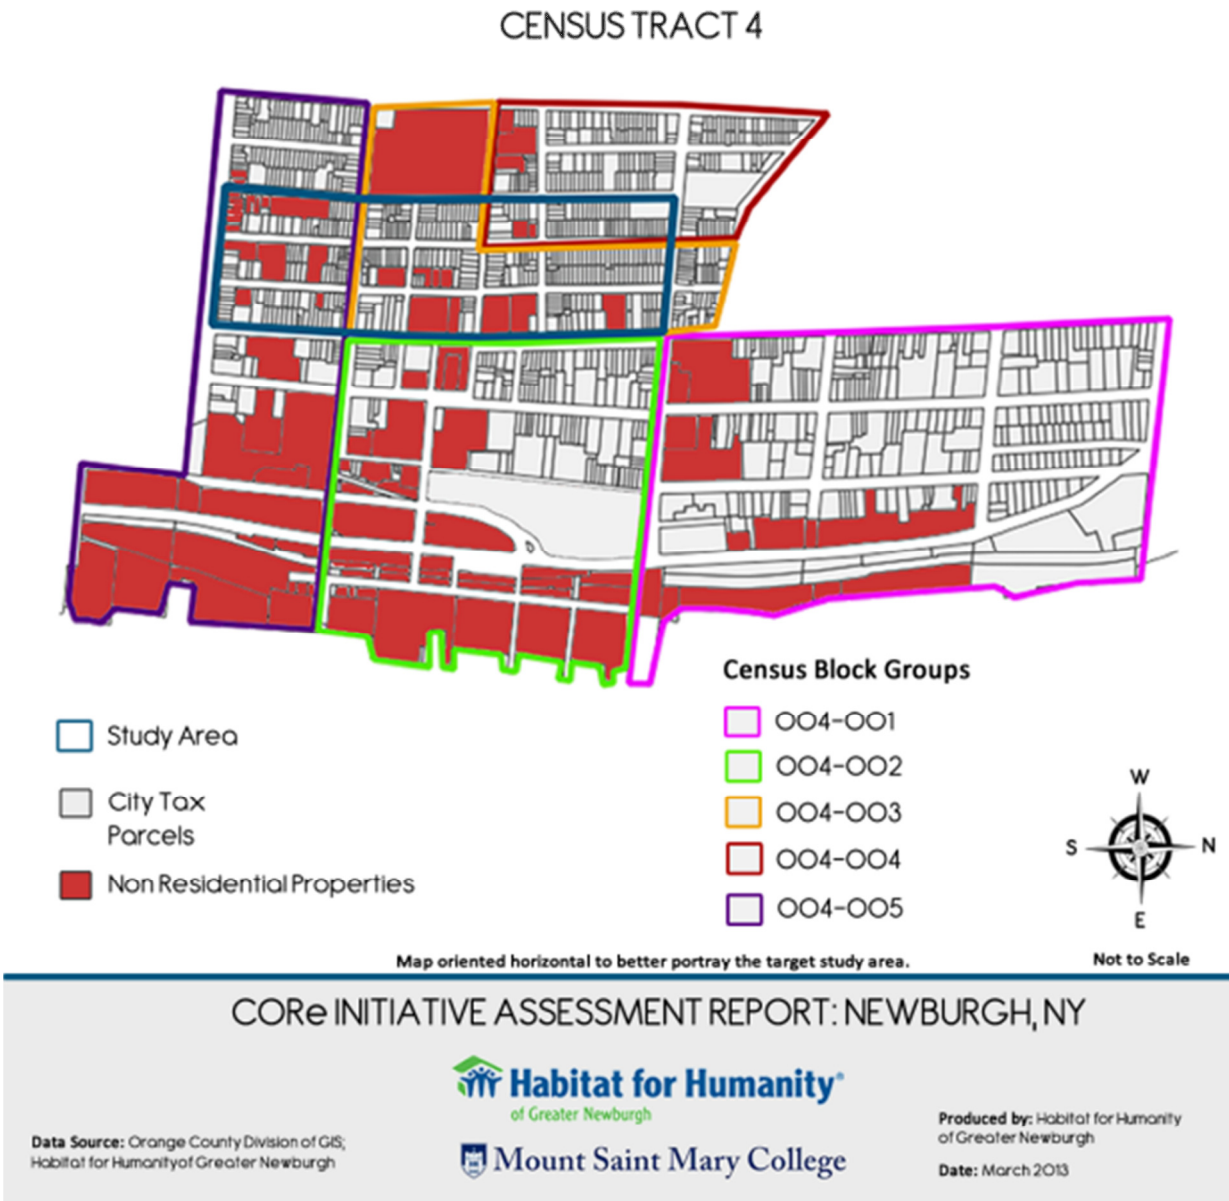 CENSUS TRACT 4
Census Block Groups
004-001
004-002
004-003
004-004
004-005
Study Area
City Tax
Parcels
Non Residential Properties
W
S
N
E
Not to Scale
Map oriented horizontal to better portray the target study area.
CORe INITIATIVE ASSESSMENT REPORT: NEWBURGH, NY
Habitat for Humanity®
of Greater Newburgh
Mount Saint Mary College
Data Source: Orange County Division of GIS;
Habitat for Humanityof Greater Newburgh
Produced by: Habitat for Humanity
of Greater Newburgh
Date: March 2013